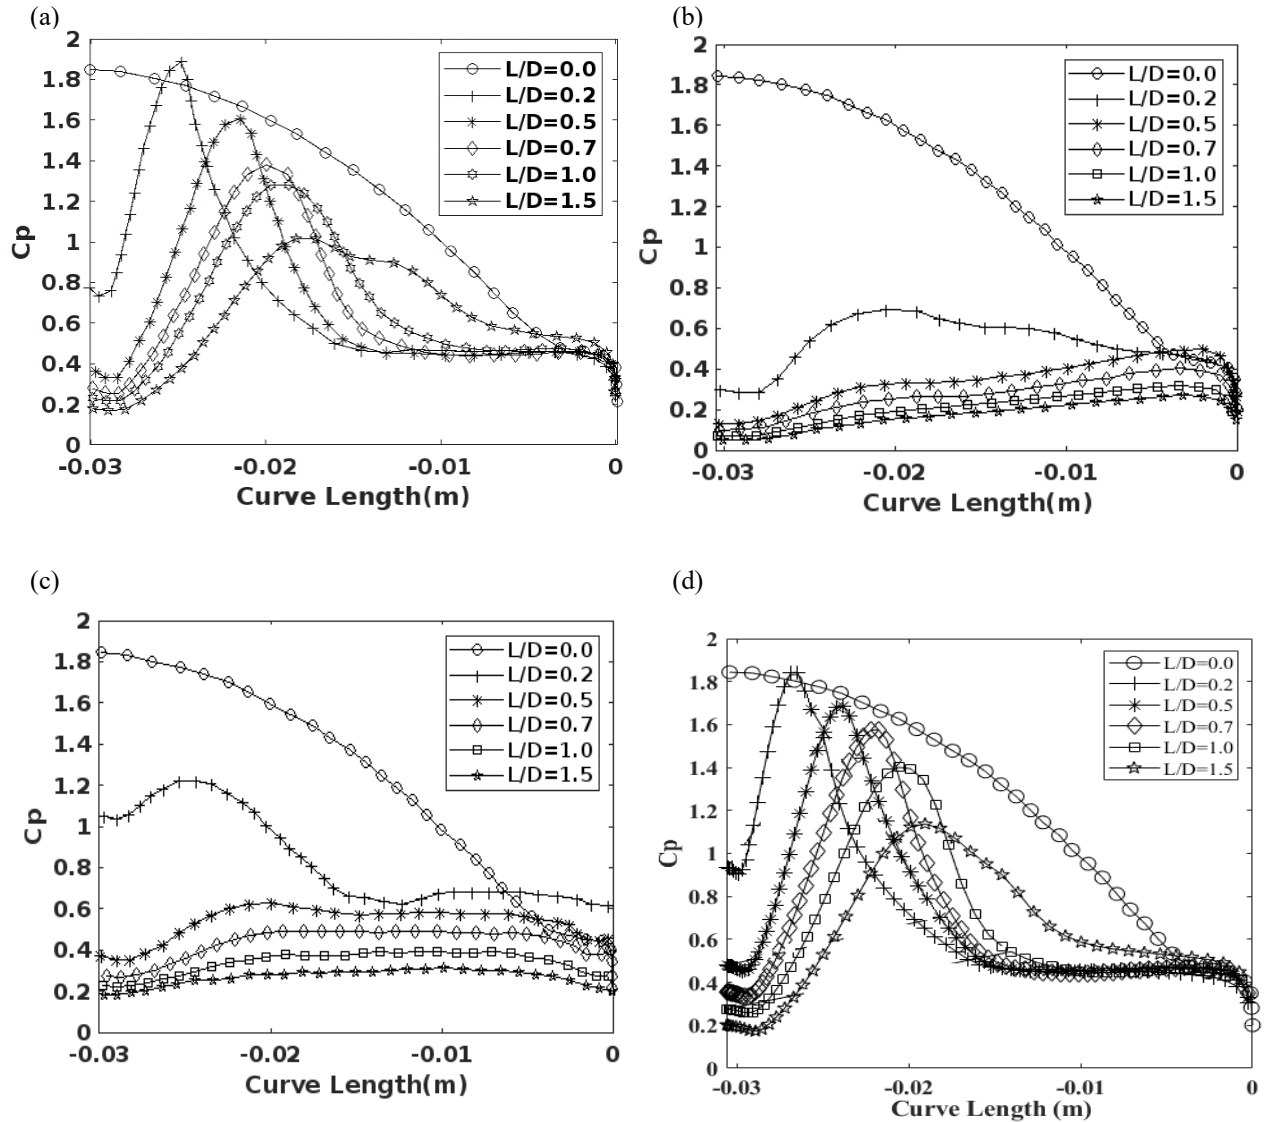 (a)
2
1.8
1.6
1.4
1.2
1
0.8
0.6
0.4
0.2
0
Cp
L/D=0.0
L/D=0.2
L/D=0.5
L/D=0.7
L/D=1.0
L/D=1.5
-0.03 -0.02 -0.01 0
Curve Length(m)
(b)
2
1.8
1.6
1.4
1.2
1
0.8
0.6
0.4
0.2
0
Cp
L/D=0.0
L/D=0.2
L/D=0.5
L/D=0.7
L/D=1.0
L/D=1.5
-0.03 -0.02 -0.01 0
Curve Length(m)
(c)
2
1.8
1.6
1.4
1.2
1
0.8
0.6
0.4
0.2
0
Cp
L/D=0.0
L/D=0.2
L/D=0.5
L/D=0.7
L/D=1.0
L/D=1.5
-0.03 -0.02 -0.01 0
Curve Length(m)
(d)
2
1.8
1.6
1.4
1.2
1
0.8
0.6
0.4
0.2
0
Cp
L/D=0.0
L/D=0.2
L/D=0.5
L/D=0.7
L/D=1.0
L/D=1.5
-0.03 -0.02 -0.01 0
Curve Length (m)